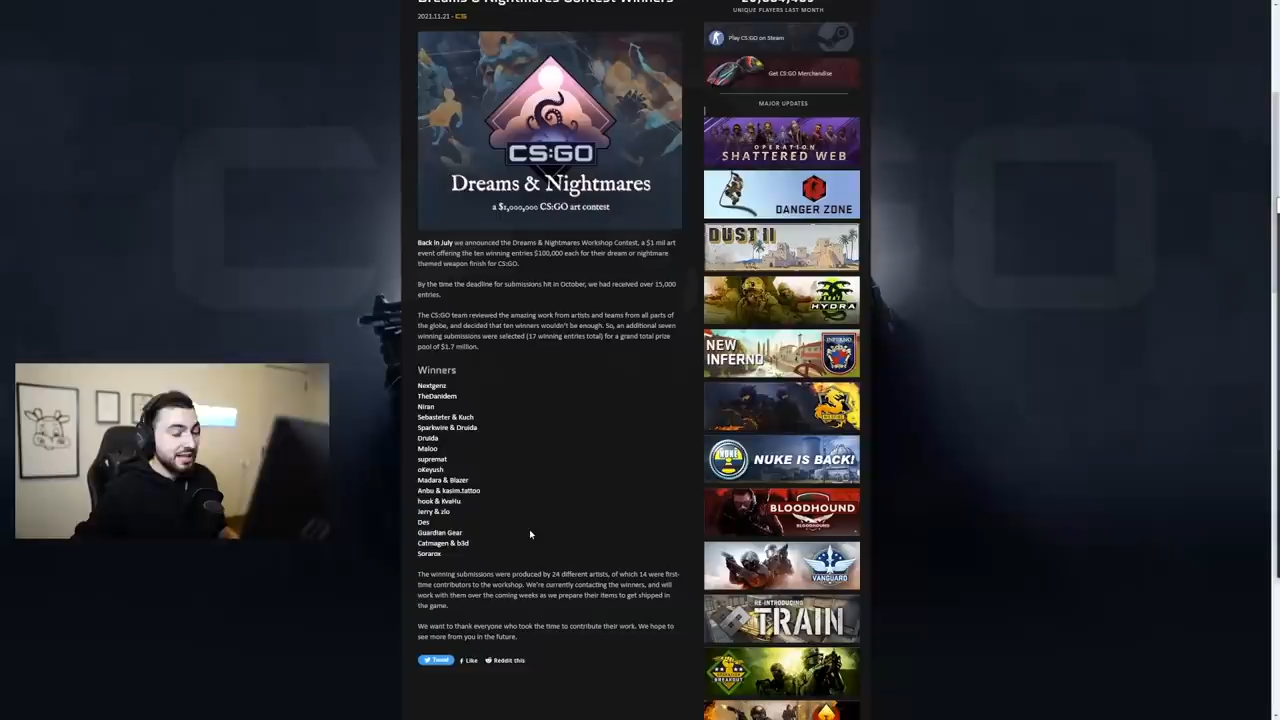 Dreams & Nightmares Contest Winners
2021.11.21 - CS
CS:GO
Dreams & Nightmares
a $1,000,000 CS:GO art contest
Back in July we announced the Dreams & Nightmares Workshop Contest, a $1 mil art
event offering the ten winning entries $100,000 each for their dream or nightmare
themed weapon finish for CS:GO.
By the time the deadline for submissions hit in October, we had received over 15,000
entries.
The CS:GO team reviewed the amazing work from artists and teams from all parts of
the globe, and decided that ten winners wouldn't be enough. So, an additional seven
winning submissions were selected (17 winning entries total) for a grand total prize
pool of $1.7 million.
Winners
Nextgenz
TheDanidem
Niran
Sebasteter & Kuch
Sparkwire & Druida
Druida
Maloo
supremat
oKeyush
Madara & Blazer
Anbu & kasim.tattoo
hook & KvaHu
Jerry & zlo
Des
Guardian Gear
Catmagen & b3d
Sorarox
The winning submissions were produced by 24 different artists, of which 14 were first-
time contributors to the workshop. We're currently contacting the winners, and will
work with them over the coming weeks as we prepare their items to get shipped in
the game.
We want to thank everyone who took the time to contribute their work. We hope to
see more from you in the future.
Tweet Like Reddit this
UNIQUE PLAYERS LAST MONTH
Play CS:GO on Steam
Get CS:GO Merchandise
MAJOR UPDATES
OPERATION
SHATTERED WEB
DANGER ZONE
DUST II
HYDRA
NEW
INFERNO
INFERNO
WILDFIRE
NUKE
NUKE IS BACK!
BLOODHOUND
BLOODHOUND
VANGUARD
RE-INTRODUCING
TRAIN
BREAKOUT